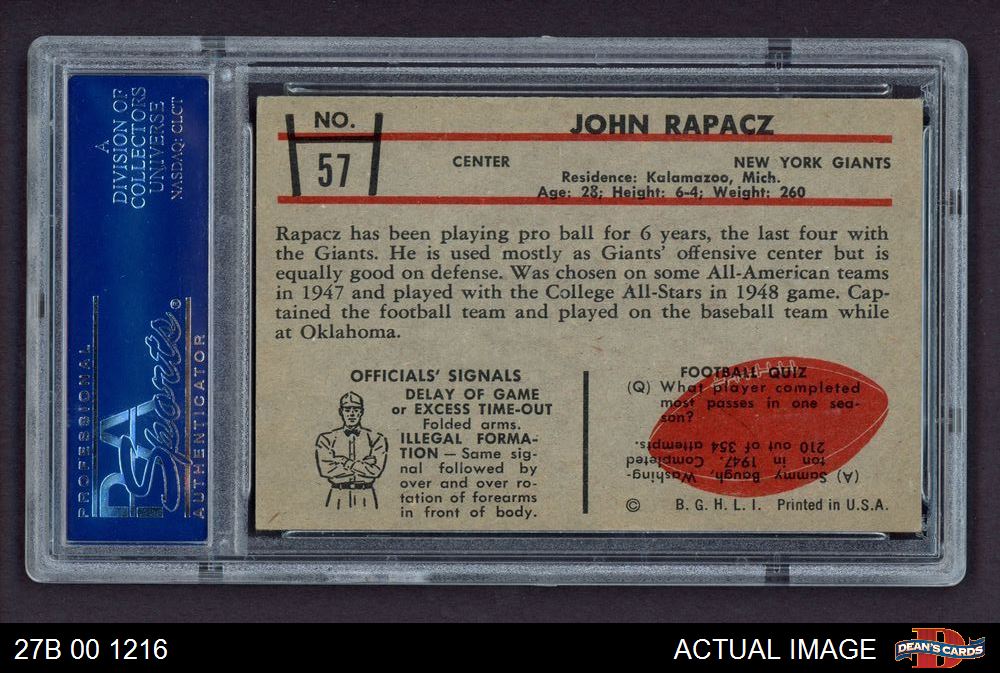 A
DIVISION OF
COLLECTORS
UNIVERSE
NASDAQ: CLCT
PROFESSIONAL
PSA
Sports®
AUTHENTICATOR
NO.
57
JOHN RAPACZ
CENTER
NEW YORK GIANTS
Residence: Kalamazoo, Mich.
Age: 28; Height: 6-4; Weight: 260
Rapacz has been playing pro ball for 6 years, the last four with
the Giants. He is used mostly as Giants' offensive center but is
equally good on defense. Was chosen on some All-American teams
in 1947 and played with the College All-Stars in 1948 game. Cap-
tained the football team and played on the baseball team while
at Oklahoma.
OFFICIALS' SIGNALS
DELAY OF GAME
or EXCESS TIME-OUT
Folded arms.
ILLEGAL FORMA-
TION — Same sig-
nal followed by
over and over ro-
tation of forearms
in front of body.
FOOTBALL QUIZ
(Q) What player completed
most passes in one sea-
son?
(A) Sammy Baugh, Washing-
ton in 1947. Completed
210 out of 354 attempts.
© B. G. H. L. I. Printed in U.S.A.
27B 00 1216
ACTUAL IMAGE
D
DEAN'S CARDS